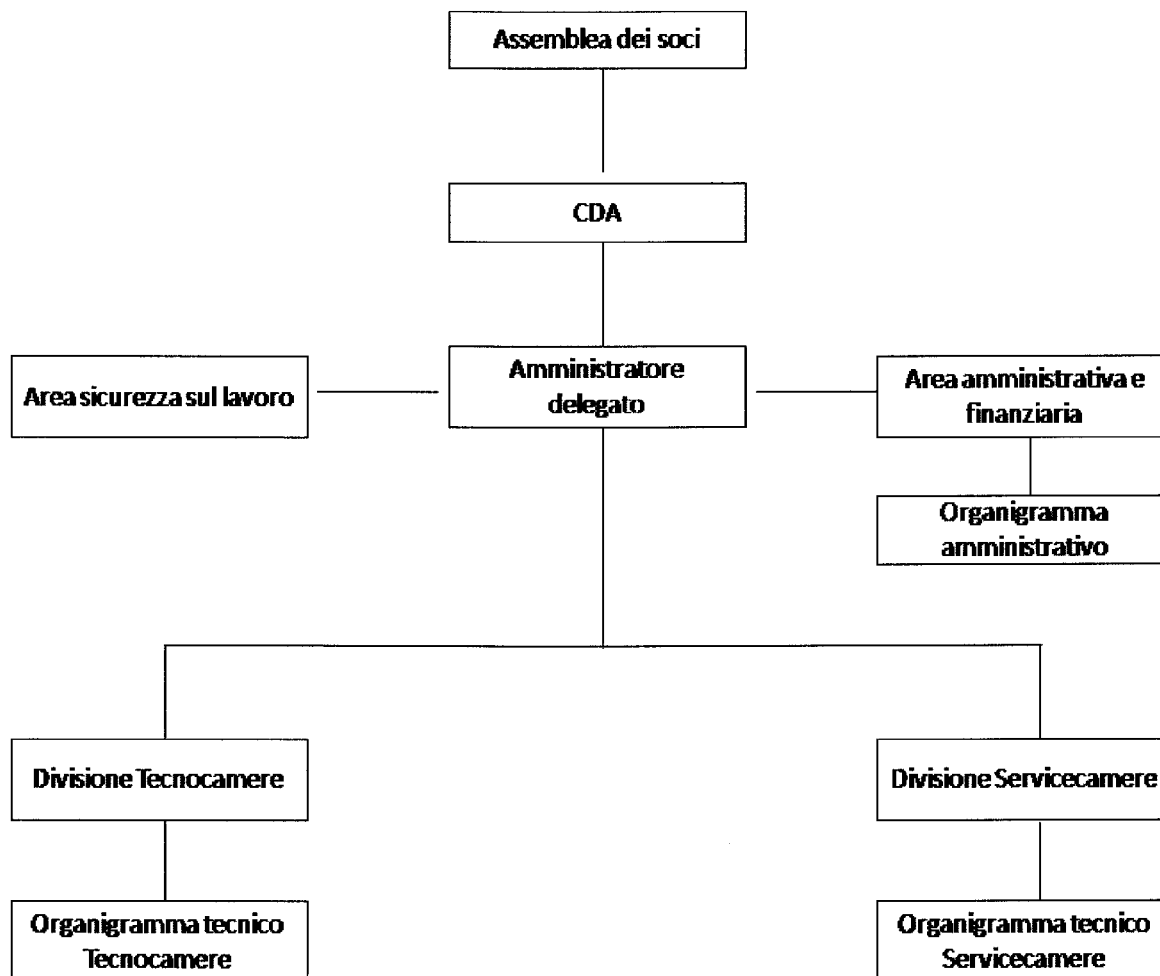 Assemblea dei soci
CDA
Area sicurezza sul lavoro
Amministratore
delegato
Area amministrativa e
finanziaria
Organigramma
amministrativo
Divisione Tecnocamere
Divisione Servicecamere
Organigramma tecnico
Tecnocamere
Organigramma tecnico
Servicecamere